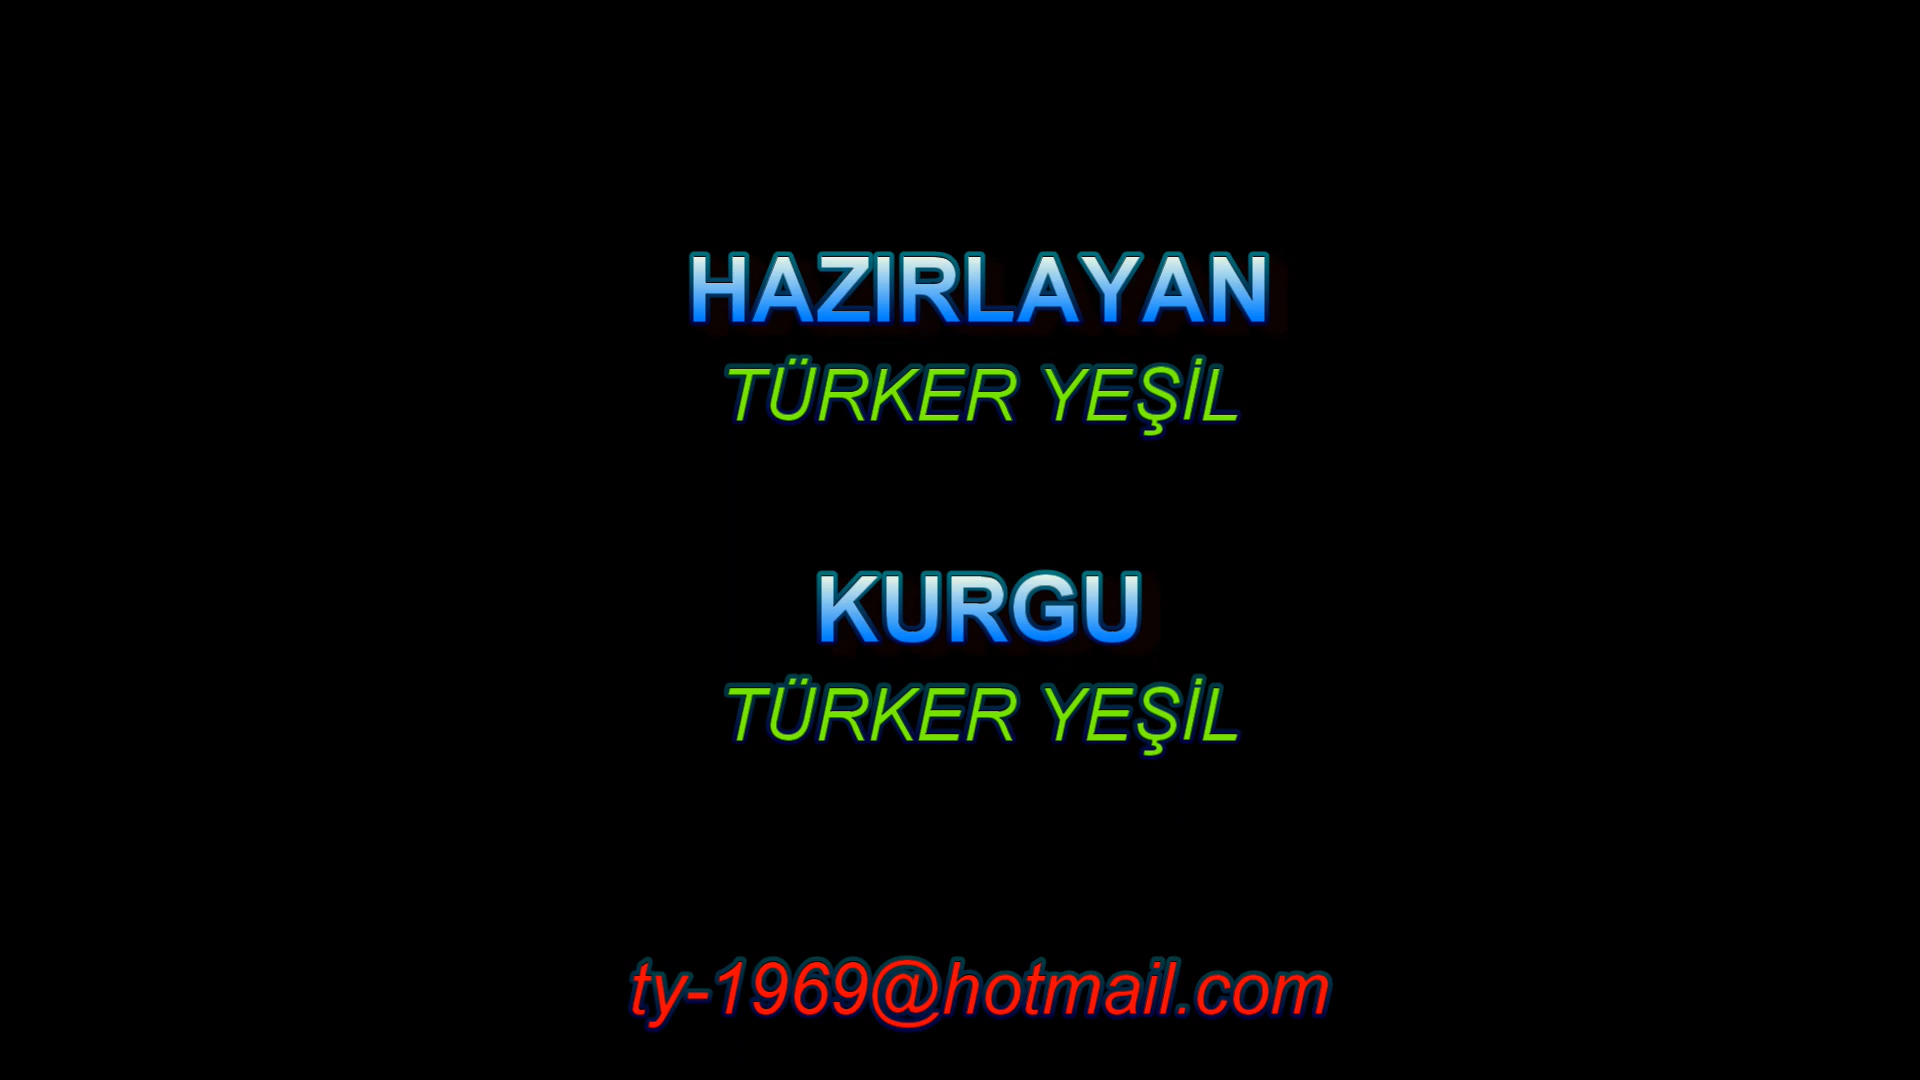 HAZIRLAYAN
TÜRKER YEŞİL
KURGU
TÜRKER YEŞİL
ty-1969@hotmail.com